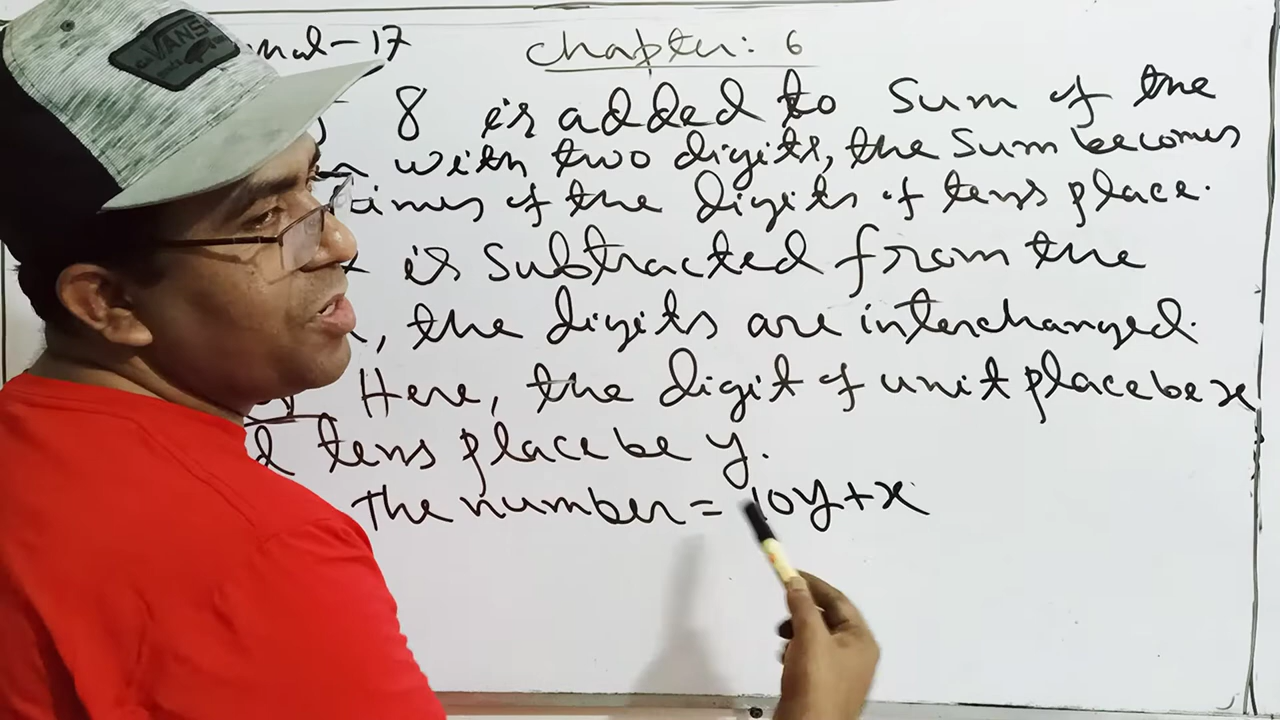 VANS
-17 chapter: 6
8 is added to Sum of the
with two digits, the Sum becomes
times of the digits of tens place.
is Subtracted from the
, the digits are interchanged.
Here, the digit of unit place be x
tens place be y.
The number = 10y+x